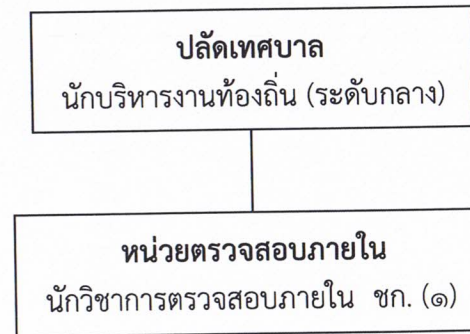 ปลัดเทศบาล
นักบริหารงานท้องถิ่น (ระดับกลาง)
หน่วยตรวจสอบภายใน
นักวิชาการตรวจสอบภายใน ชก. (๑)